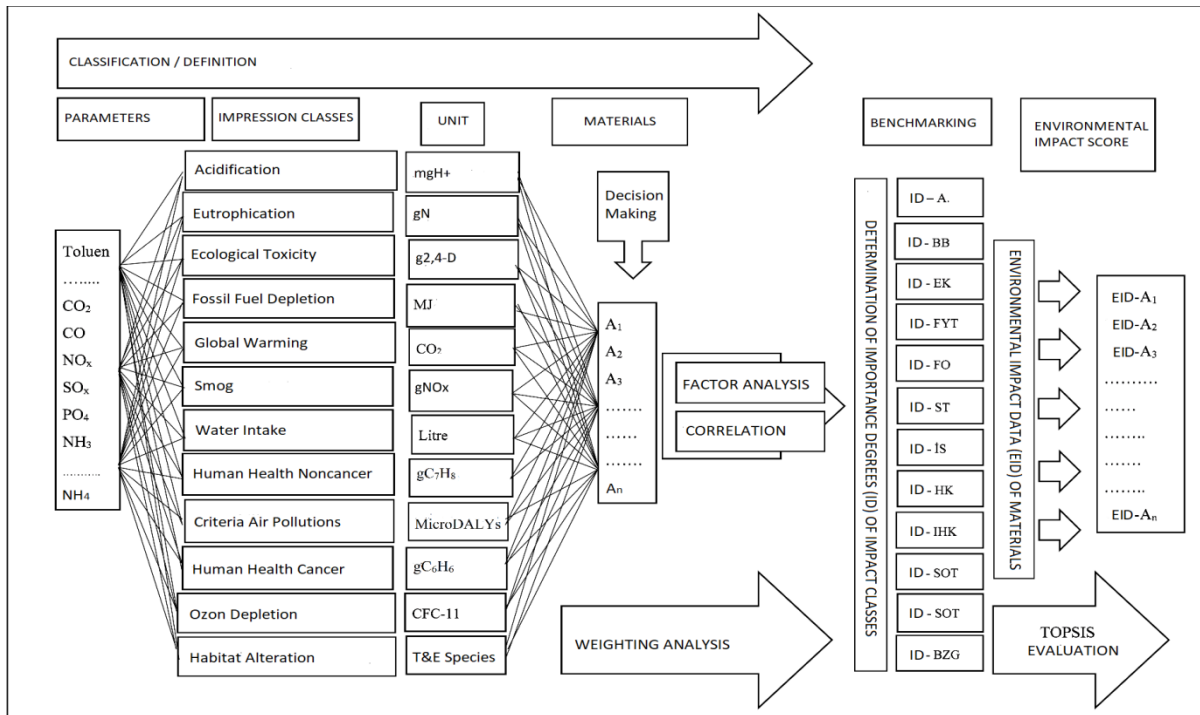 CLASSIFICATION / DEFINITION
PARAMETERS
IMPRESSION CLASSES
UNIT
MATERIALS
BENCHMARKING
ENVIRONMENTAL
IMPACT SCORE
Toluen
........
CO₂
CO
NOₓ
SOₓ
PO₄
NH₃
...........
NH₄
Acidification
Eutrophication
Ecological Toxicity
Fossil Fuel Depletion
Global Warming
Smog
Water Intake
Human Health Noncancer
Criteria Air Pollutions
Human Health Cancer
Ozon Depletion
Habitat Alteration
mgH+
gN
g2,4-D
MJ
CO₂
gNOx
Litre
gC₇H₈
MicroDALYs
gC₆H₆
CFC-11
T&E Species
Decision
Making
A₁
A₂
A₃
.......
......
.......
Aₙ
FACTOR ANALYSIS
CORRELATION
WEIGHTING ANALYSIS
DETERMINATION OF IMPORTANCE DEGREES (ID) OF IMPACT CLASSES
ID – A.
ID - BB
ID - EK
ID - FYT
ID - FO
ID - ST
ID - İS
ID - HK
ID - IHK
ID - SOT
ID - SOT
ID - BZG
ENVIRONMENTAL IMPACT DATA (EID) OF MATERIALS
EID-A₁
EID-A₂
EID-A₃
..........
......
........
......
........
EID-Aₙ
TOPSIS
EVALUATION